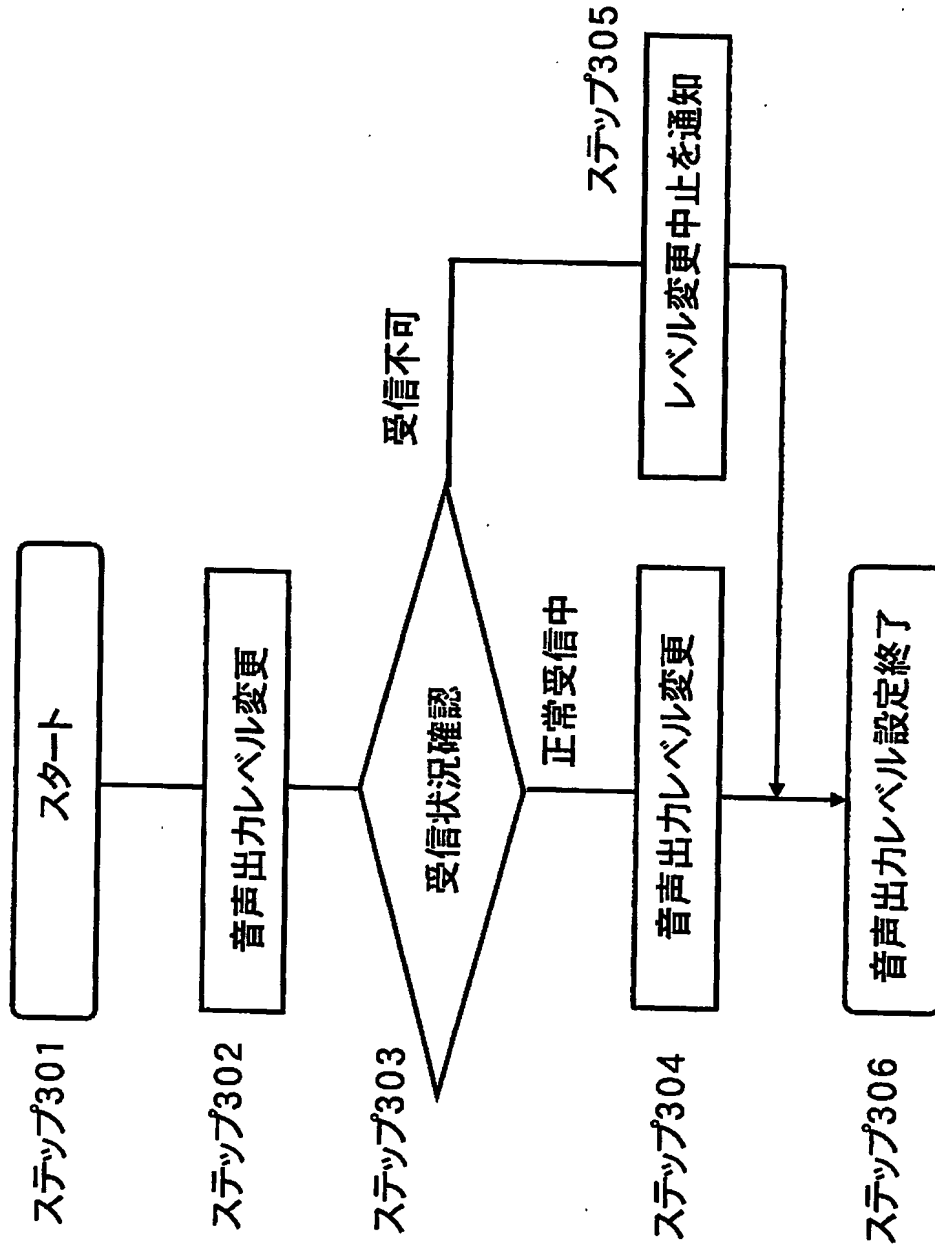 ステップ301
スタート
ステップ302
音声出力レベル変更
ステップ303
受信状況確認
受信不可
正常受信中
ステップ304
音声出力レベル変更
ステップ305
レベル変更中止を通知
ステップ306
音声出力レベル設定終了